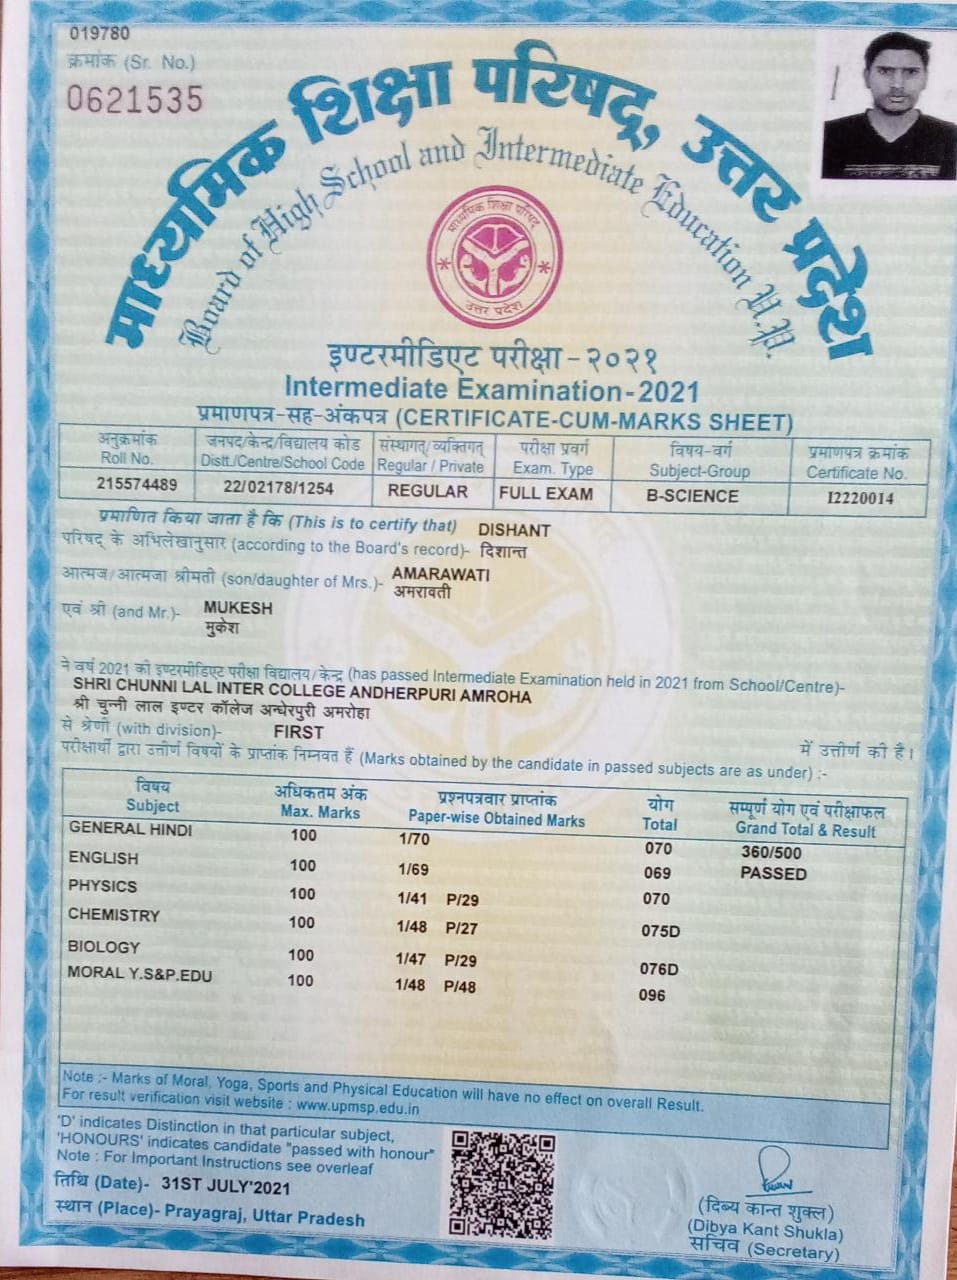 019780
क्रमांक (Sr. No.)
0621535
माध्यमिक शिक्षा परिषद्, उत्तर प्रदेश
Board of High School and Intermediate Education U.P.
माध्यमिक शिक्षा परिषद
उत्तर प्रदेश
इण्टरमीडिएट परीक्षा - २०२१
Intermediate Examination - 2021
प्रमाणपत्र-सह-अंकपत्र (CERTIFICATE-CUM-MARKS SHEET)
अनुक्रमांक जनपद/केन्द्र/विद्यालय कोड संस्थागत्/व्यक्तिगत् परीक्षा प्रवर्ग विषय-वर्ग प्रमाणपत्र क्रमांक
Roll No. Distt./Centre/School Code Regular / Private Exam. Type Subject-Group Certificate No.
215574489 22/02178/1254 REGULAR FULL EXAM B-SCIENCE I2220014
प्रमाणित किया जाता है कि (This is to certify that) DISHANT
परिषद् के अभिलेखानुसार (according to the Board's record)- दिशान्त
आत्मज/आत्मजा श्रीमती (son/daughter of Mrs.)- AMARAWATI
अमरावती
एवं श्री (and Mr.)- MUKESH
मुकेश
ने वर्ष 2021 की इण्टरमीडिएट परीक्षा विद्यालय/केन्द्र (has passed Intermediate Examination held in 2021 from School/Centre)-
SHRI CHUNNI LAL INTER COLLEGE ANDHERPURI AMROHA
श्री चुन्नी लाल इण्टर कॉलेज अन्धेरपुरी अमरोहा
से श्रेणी (with division)- FIRST में उत्तीर्ण की है।
परीक्षार्थी द्वारा उत्तीर्ण विषयों के प्राप्तांक निम्नवत हैं (Marks obtained by the candidate in passed subjects are as under) :-
विषय अधिकतम अंक प्रश्नपत्रवार प्राप्तांक योग सम्पूर्ण योग एवं परीक्षाफल
Subject Max. Marks Paper-wise Obtained Marks Total Grand Total & Result
GENERAL HINDI 100 1/70 070 360/500
ENGLISH 100 1/69 069 PASSED
PHYSICS 100 1/41 P/29 070
CHEMISTRY 100 1/48 P/27 075D
BIOLOGY 100 1/47 P/29 076D
MORAL Y.S&P.EDU 100 1/48 P/48 096
Note :- Marks of Moral, Yoga, Sports and Physical Education will have no effect on overall Result.
For result verification visit website : www.upmsp.edu.in
'D' indicates Distinction in that particular subject,
'HONOURS' indicates candidate "passed with honour"
Note : For Important Instructions see overleaf
तिथि (Date)- 31ST JULY'2021
स्थान (Place)- Prayagraj, Uttar Pradesh
(दिब्य कान्त शुक्ल)
(Dibya Kant Shukla)
सचिव (Secretary)